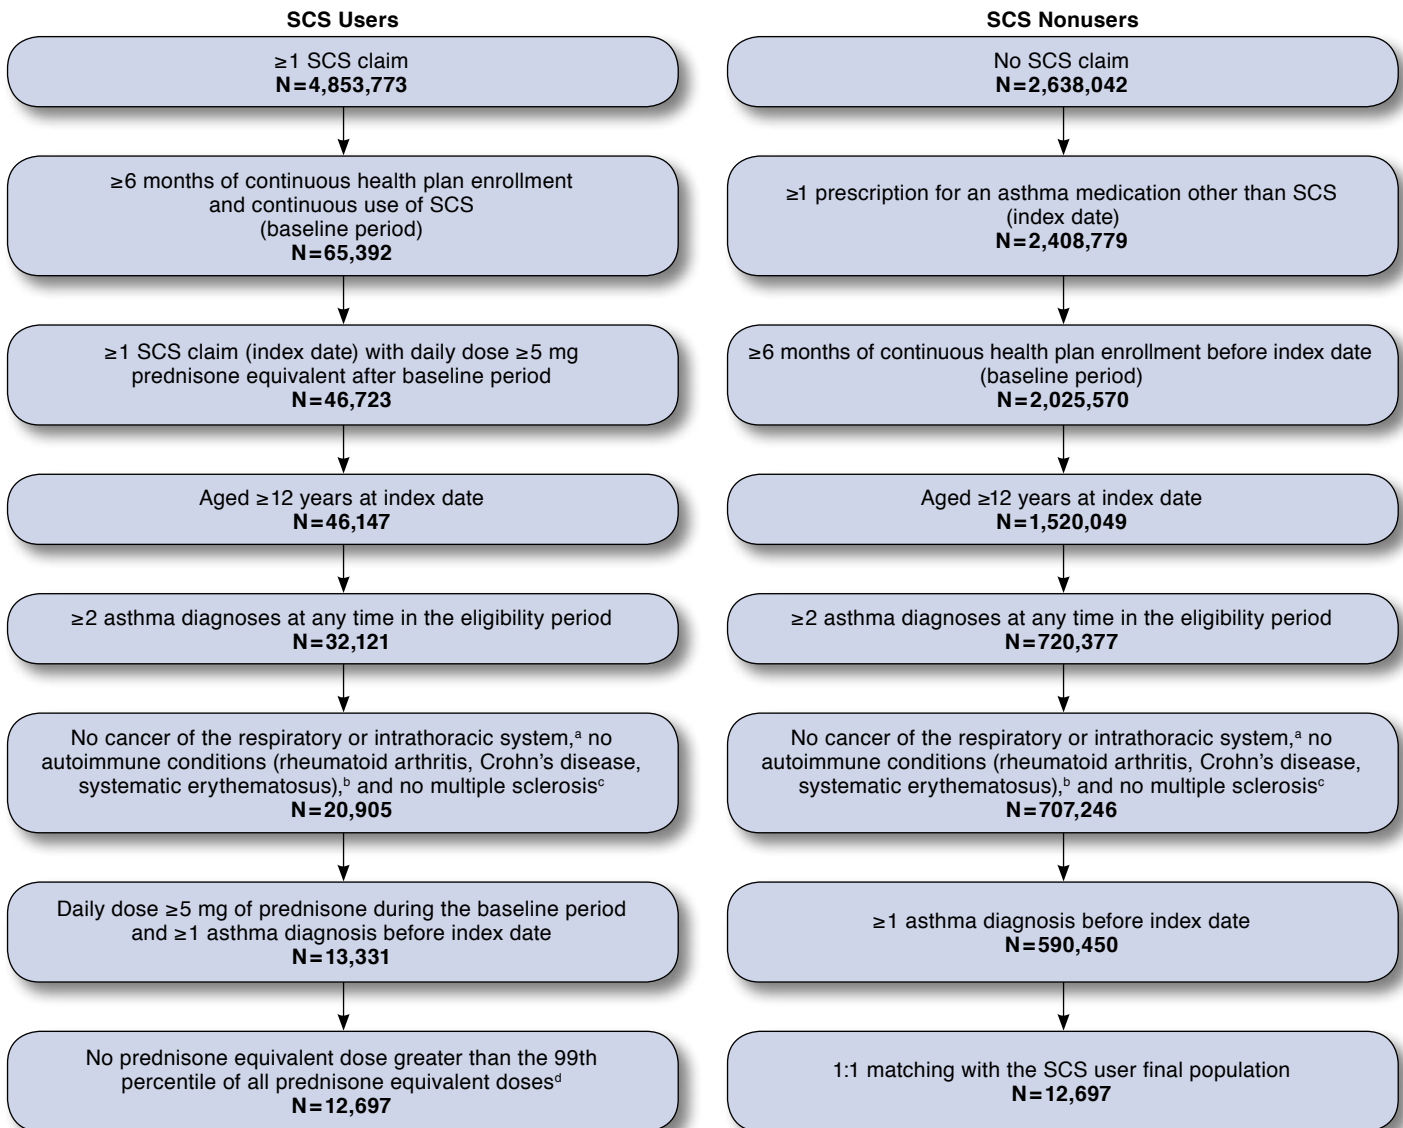 SCS Users
≥1 SCS claim
N=4,853,773
≥6 months of continuous health plan enrollment
and continuous use of SCS
(baseline period)
N=65,392
≥1 SCS claim (index date) with daily dose ≥5 mg
prednisone equivalent after baseline period
N=46,723
Aged ≥12 years at index date
N=46,147
≥2 asthma diagnoses at any time in the eligibility period
N=32,121
No cancer of the respiratory or intrathoracic system,ᵃ no
autoimmune conditions (rheumatoid arthritis, Crohn’s disease,
systematic erythematosus),ᵇ and no multiple sclerosisᶜ
N=20,905
Daily dose ≥5 mg of prednisone during the baseline period
and ≥1 asthma diagnosis before index date
N=13,331
No prednisone equivalent dose greater than the 99th
percentile of all prednisone equivalent dosesᵈ
N=12,697
SCS Nonusers
No SCS claim
N=2,638,042
≥1 prescription for an asthma medication other than SCS
(index date)
N=2,408,779
≥6 months of continuous health plan enrollment before index date
(baseline period)
N=2,025,570
Aged ≥12 years at index date
N=1,520,049
≥2 asthma diagnoses at any time in the eligibility period
N=720,377
No cancer of the respiratory or intrathoracic system,ᵃ no
autoimmune conditions (rheumatoid arthritis, Crohn’s disease,
systematic erythematosus),ᵇ and no multiple sclerosisᶜ
N=707,246
≥1 asthma diagnosis before index date
N=590,450
1:1 matching with the SCS user final population
N=12,697